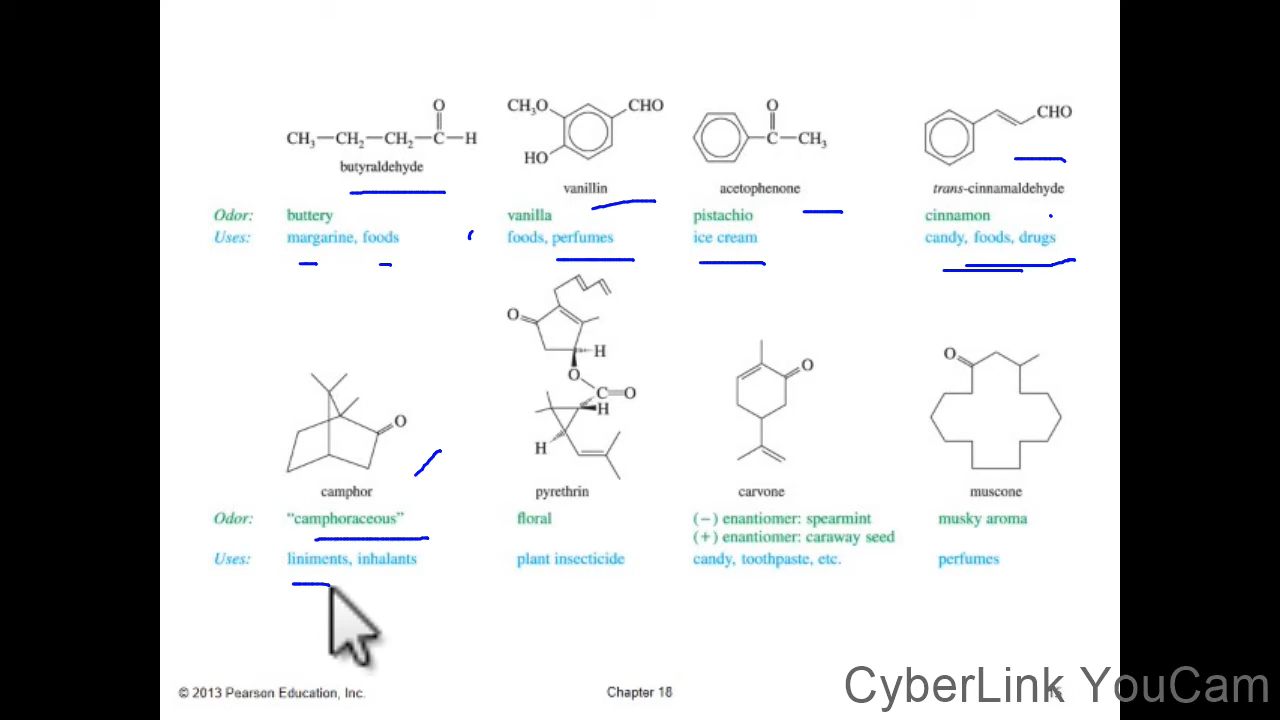 O
CH₃O CHO O CHO
CH₃—CH₂—CH₂—C—H C—CH₃
HO
butyraldehyde
vanillin acetophenone trans-cinnamaldehyde
Odor: buttery vanilla pistachio cinnamon
Uses: margarine, foods foods, perfumes ice cream candy, foods, drugs
O
H
O
O O
C=O
H
O
H
camphor pyrethrin carvone muscone
Odor: “camphoraceous” floral (−) enantiomer: spearmint musky aroma
(+) enantiomer: caraway seed
Uses: liniments, inhalants plant insecticide candy, toothpaste, etc. perfumes
© 2013 Pearson Education, Inc. Chapter 18
CyberLink YouCam